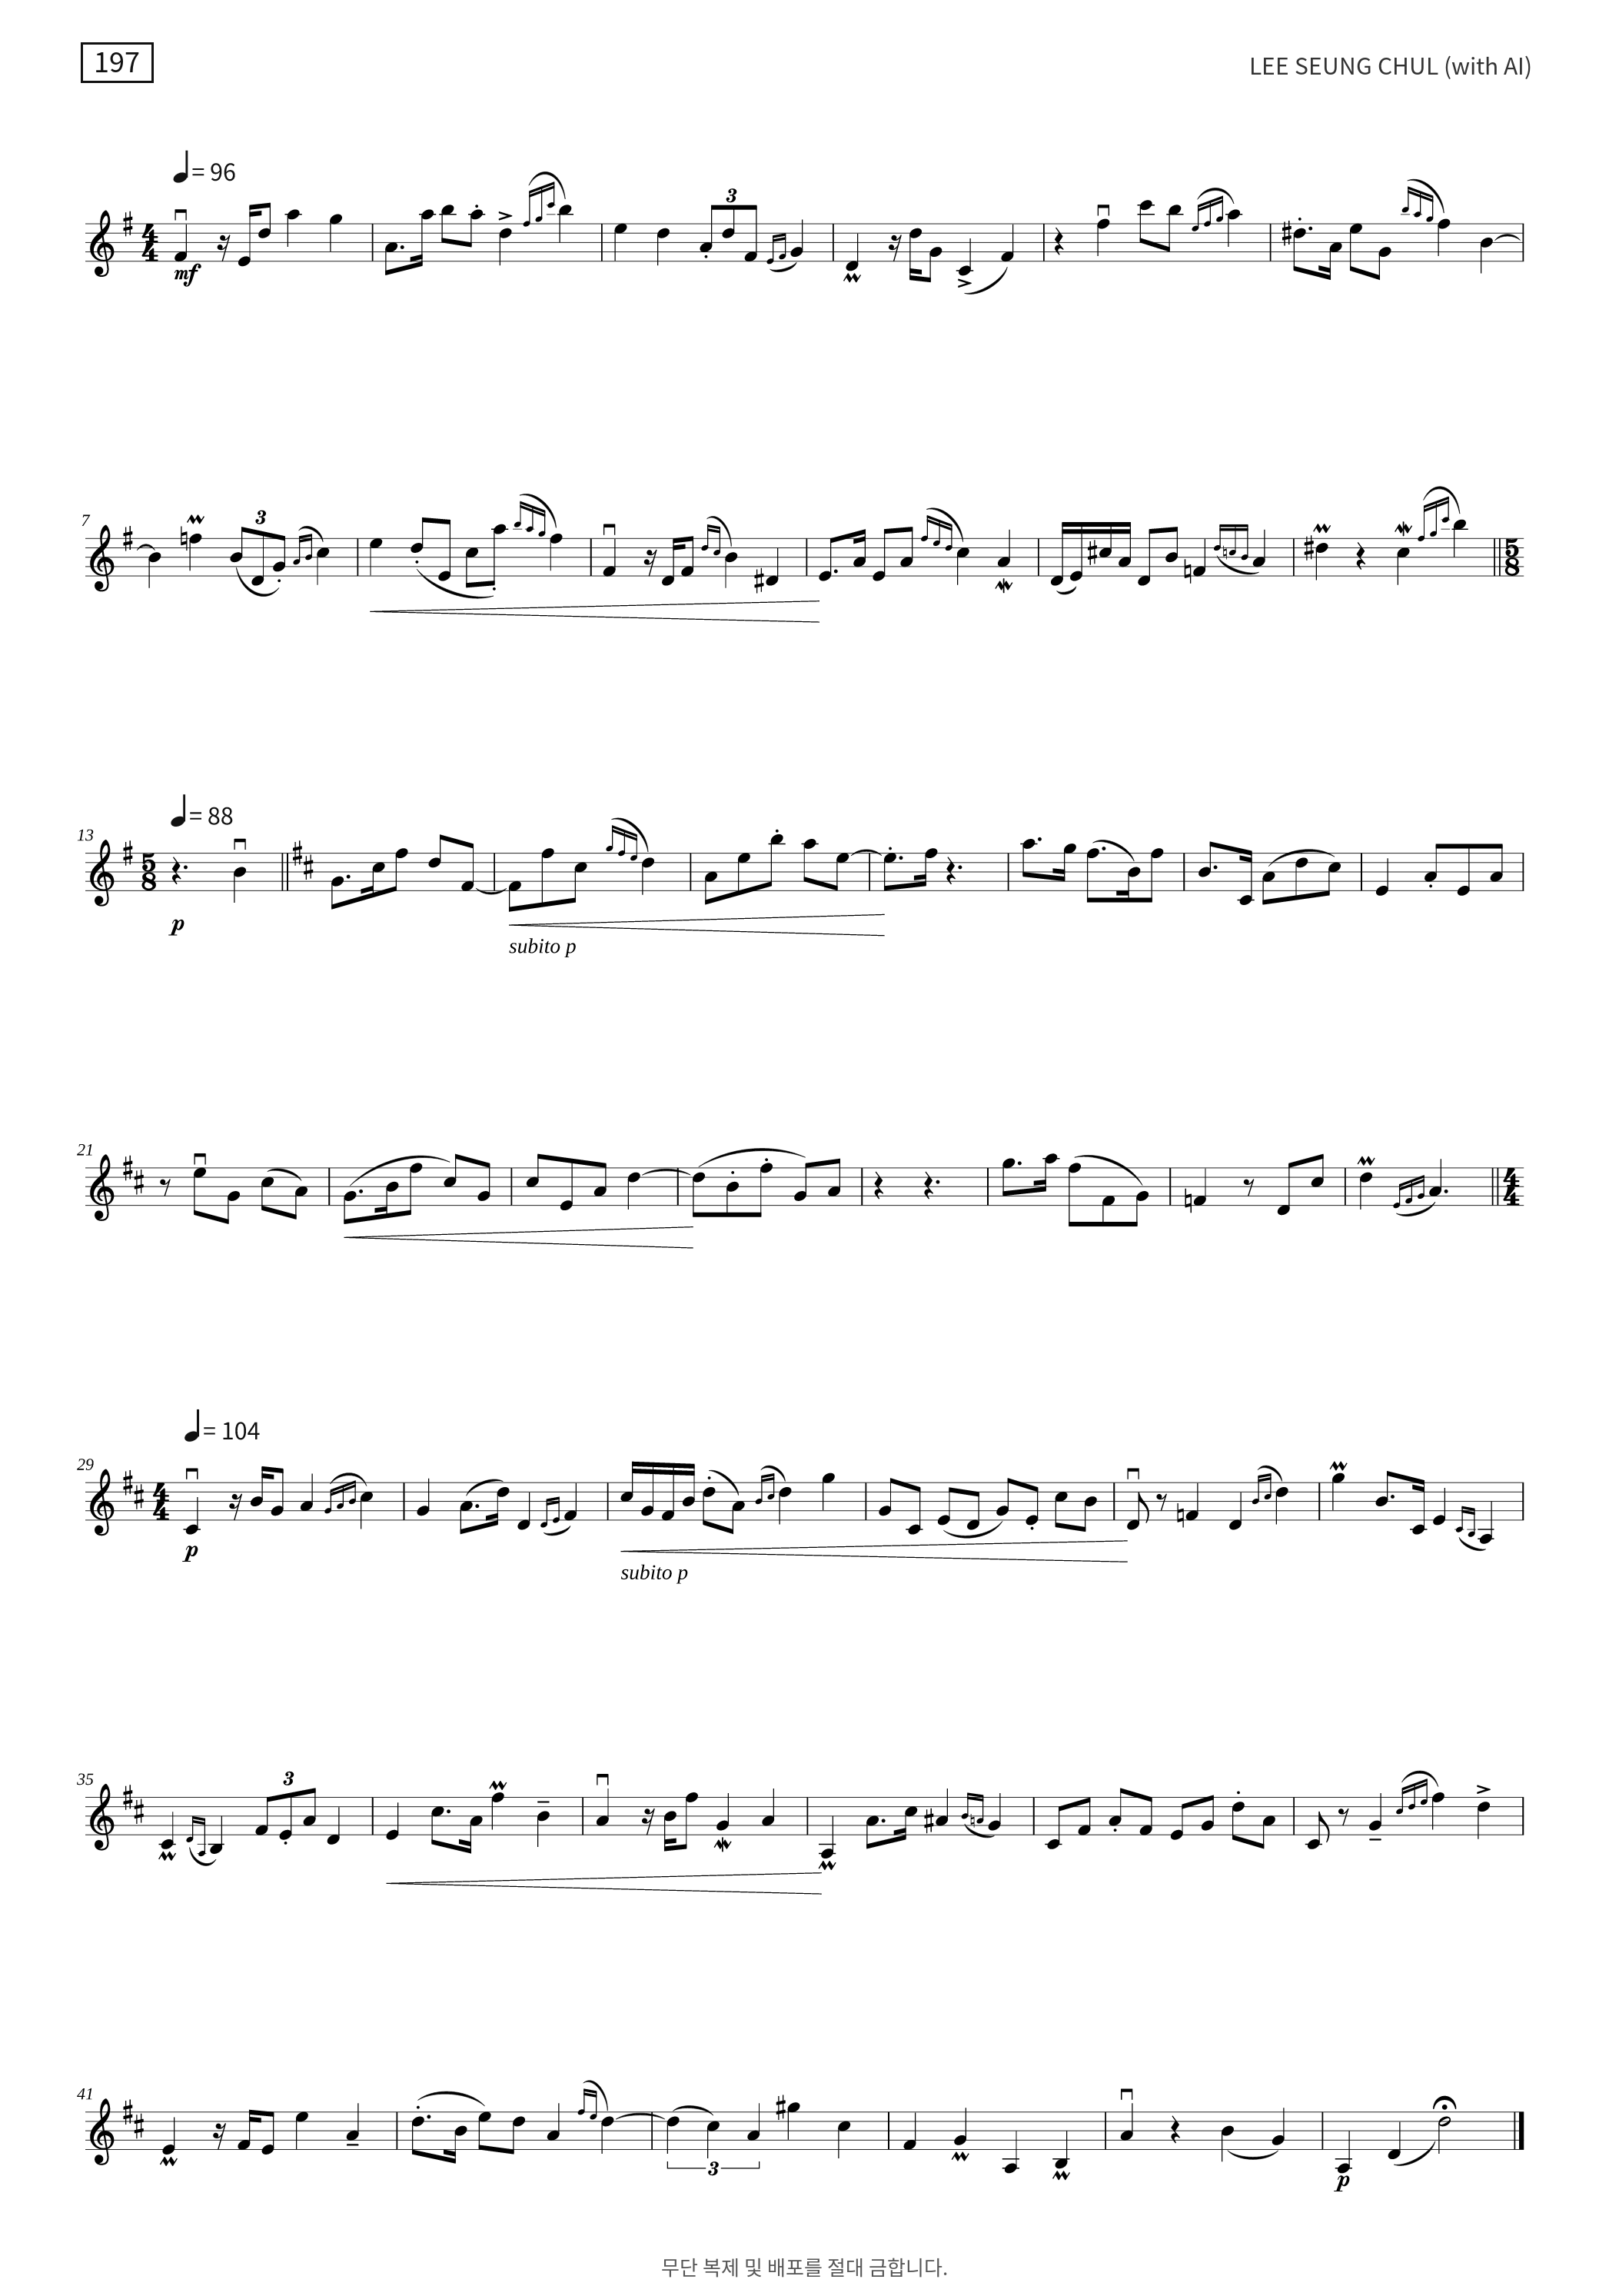 197
LEE SEUNG CHUL (with AI)
= 96
mf
3
7
3
13
= 88
p
subito p
21
29
= 104
p
subito p
35
3
41
3
p
무단 복제 및 배포를 절대 금합니다.